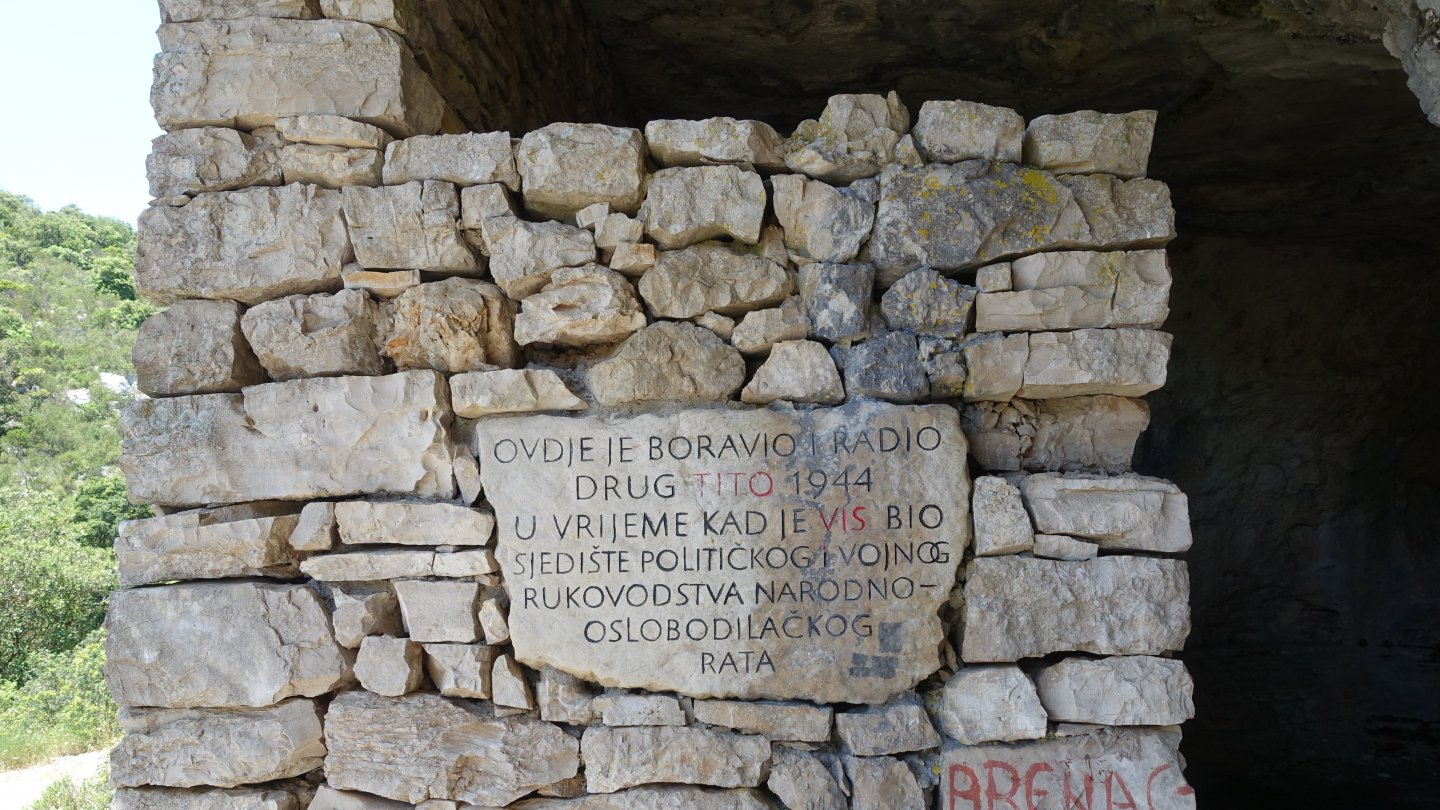 OVDJE JE BORAVIO I RADIO
DRUG TITO 1944
U VRIJEME KAD JE VIS BIO
SJEDIŠTE POLITIČKOG I VOJNOG
RUKOVODSTVA NARODNO–
OSLOBODILAČKOG
RATA